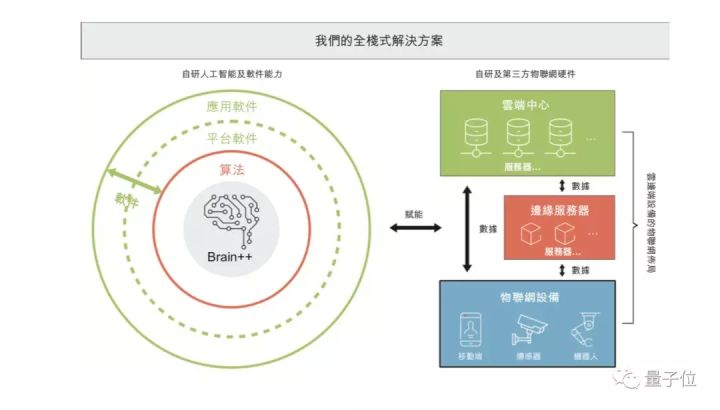 我們的全棧式解決方案
自研人工智能及軟件能力
自研及第三方物聯網硬件
應用軟件
平台軟件
算法
軟件
Brain++
賦能
雲端中心
...
服務器...
數據
數據
邊緣服務器
...
服務器...
數據
物聯網設備
移動端
傳感器
機器人
雲邊端設備的物聯網佈局
量子位